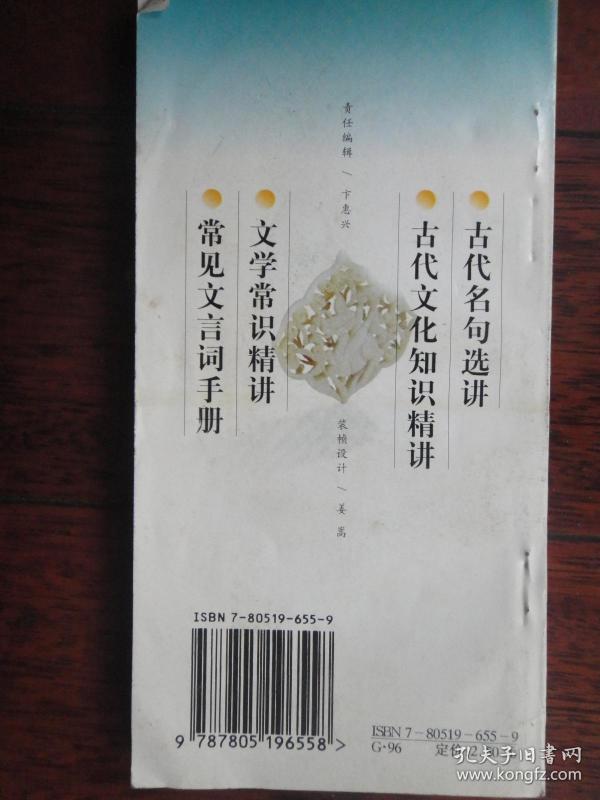 古代名句选讲
古代文化知识精讲
责任编辑/卞惠兴
装帧设计/姜嵩
文学常识精讲
常见文言词手册
ISBN 7-80519-655-9
9 787805 196558 >
ISBN 7-80519-655-9
G·96
定价
孔夫子旧书网
www.kongfz.com